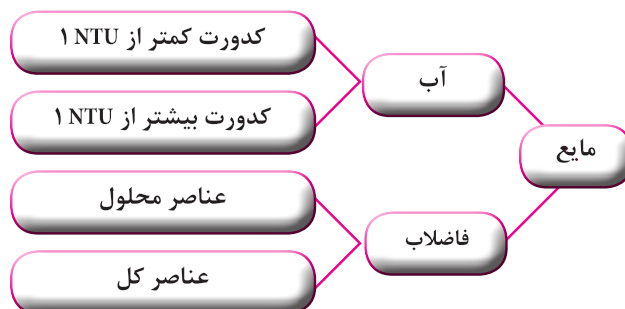 مایع
آب
کدورت کمتر از ۱ NTU
کدورت بیشتر از ۱ NTU
فاضلاب
عناصر محلول
عناصر کل